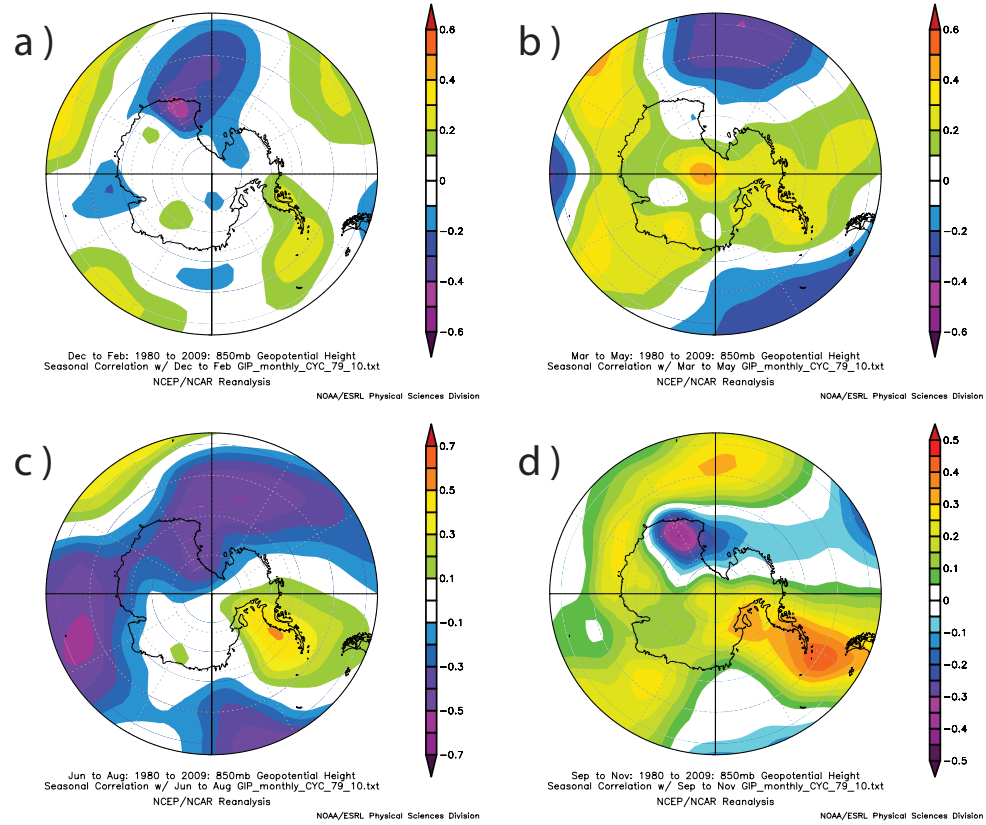 a )
0.6
0.4
0.2
0
−0.2
−0.4
−0.6
Dec to Feb: 1980 to 2009: 850mb Geopotential Height
Seasonal Correlation w/ Dec to Feb GIP_monthly_CYC_79_10.txt
NCEP/NCAR Reanalysis
NOAA/ESRL Physical Sciences Division
b )
0.6
0.4
0.2
0
−0.2
−0.4
−0.6
Mar to May: 1980 to 2009: 850mb Geopotential Height
Seasonal Correlation w/ Mar to May GIP_monthly_CYC_79_10.txt
NCEP/NCAR Reanalysis
NOAA/ESRL Physical Sciences Division
c )
0.7
0.5
0.3
0.1
−0.1
−0.3
−0.5
−0.7
Jun to Aug: 1980 to 2009: 850mb Geopotential Height
Seasonal Correlation w/ Jun to Aug GIP_monthly_CYC_79_10.txt
NCEP/NCAR Reanalysis
NOAA/ESRL Physical Sciences Division
d )
0.5
0.4
0.3
0.2
0.1
0
−0.1
−0.2
−0.3
−0.4
−0.5
Sep to Nov: 1980 to 2009: 850mb Geopotential Height
Seasonal Correlation w/ Sep to Nov GIP_monthly_CYC_79_10.txt
NCEP/NCAR Reanalysis
NOAA/ESRL Physical Sciences Division